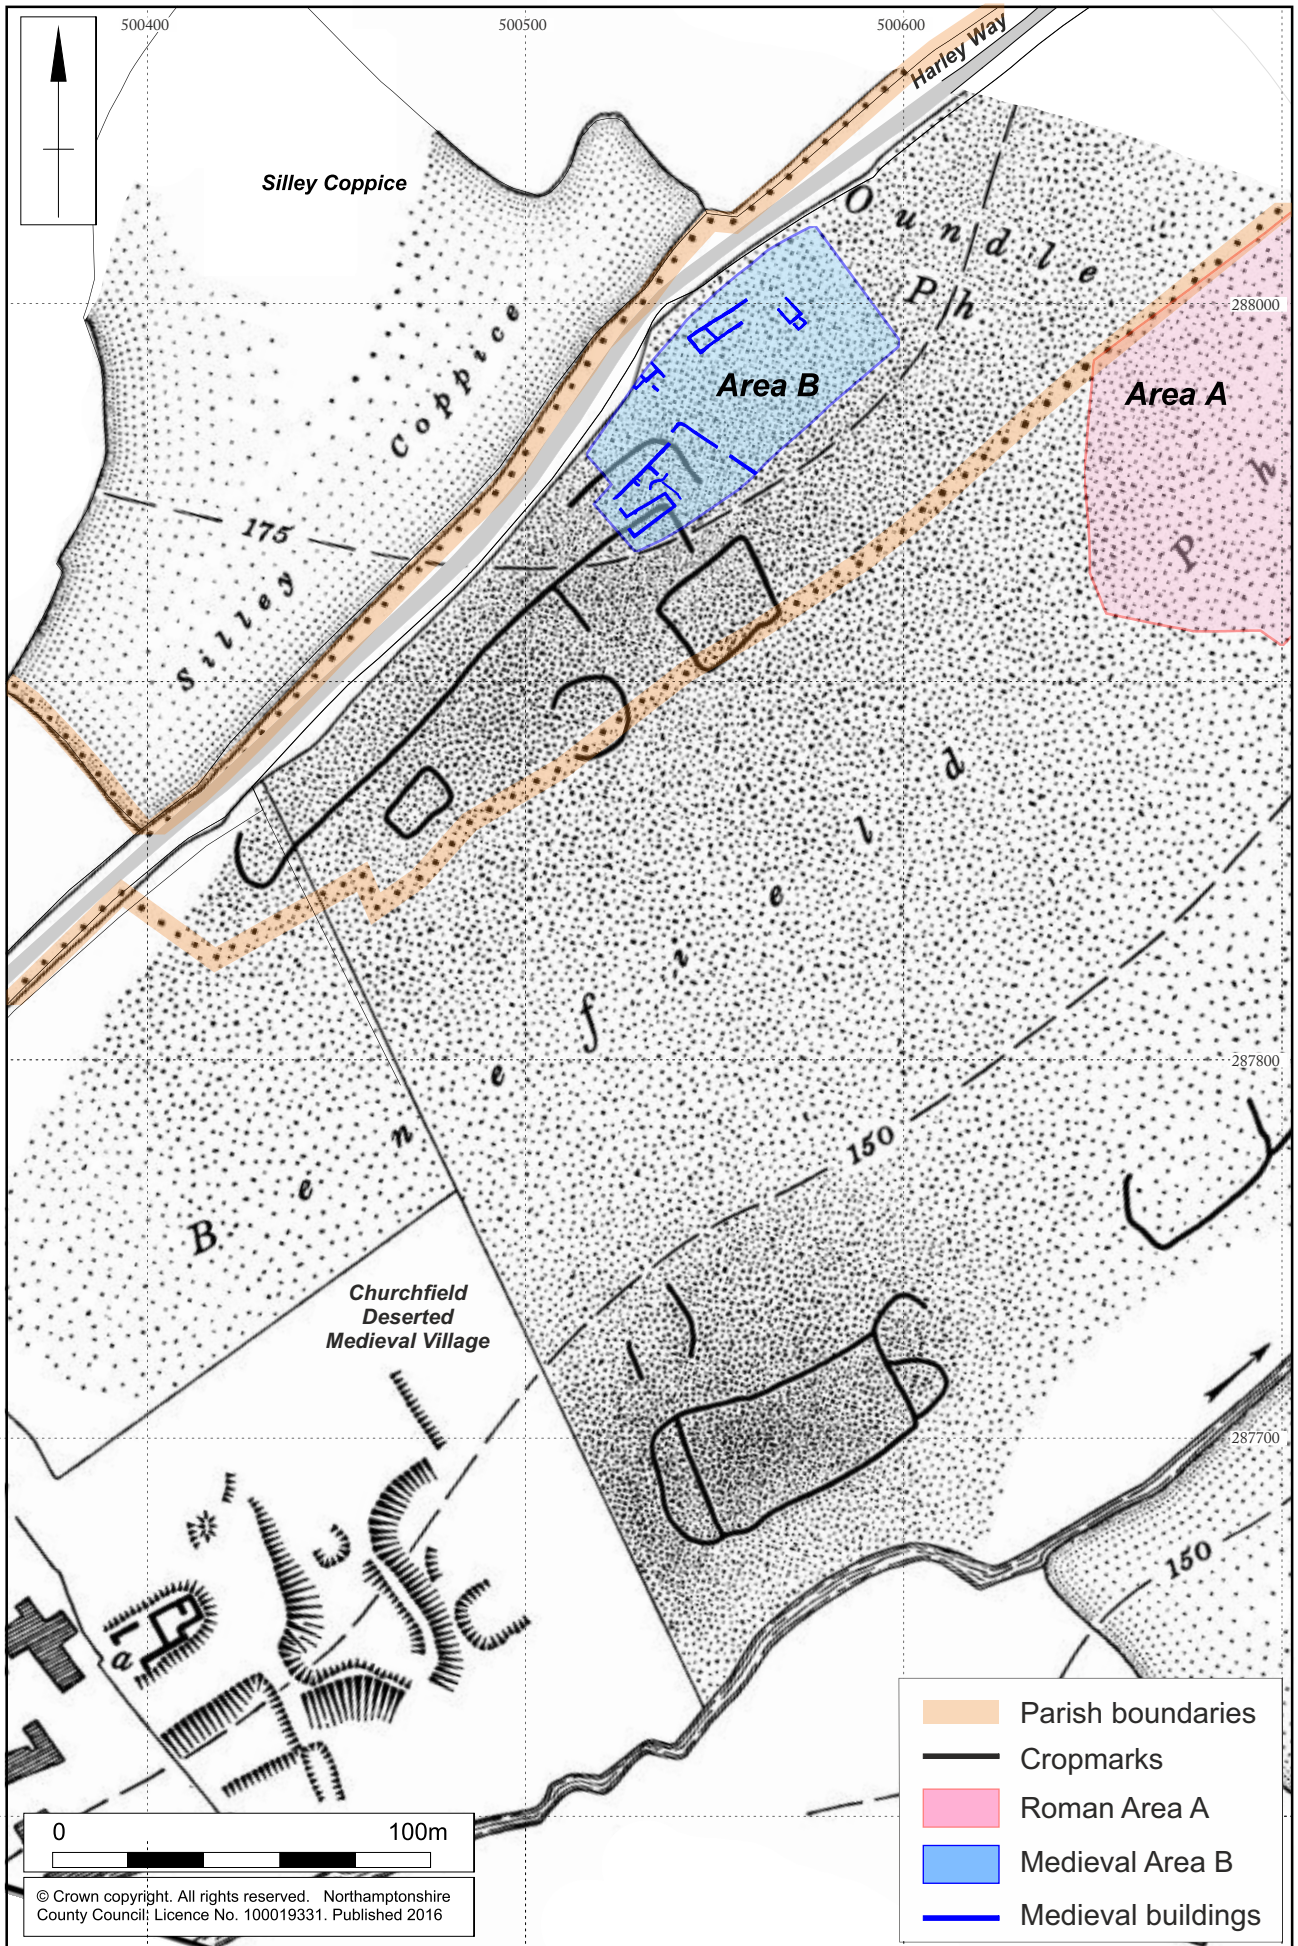 500400
500500
500600
Harley Way
Silley Coppice
Oundle
Ph
288000
Area B
Area A
Silley Coppice
175
Ph
Benefield
287800
150
Churchfield
Deserted
Medieval Village
287700
150
a
0 100m
© Crown copyright. All rights reserved. Northamptonshire
County Council: Licence No. 100019331. Published 2016
Parish boundaries
Cropmarks
Roman Area A
Medieval Area B
Medieval buildings